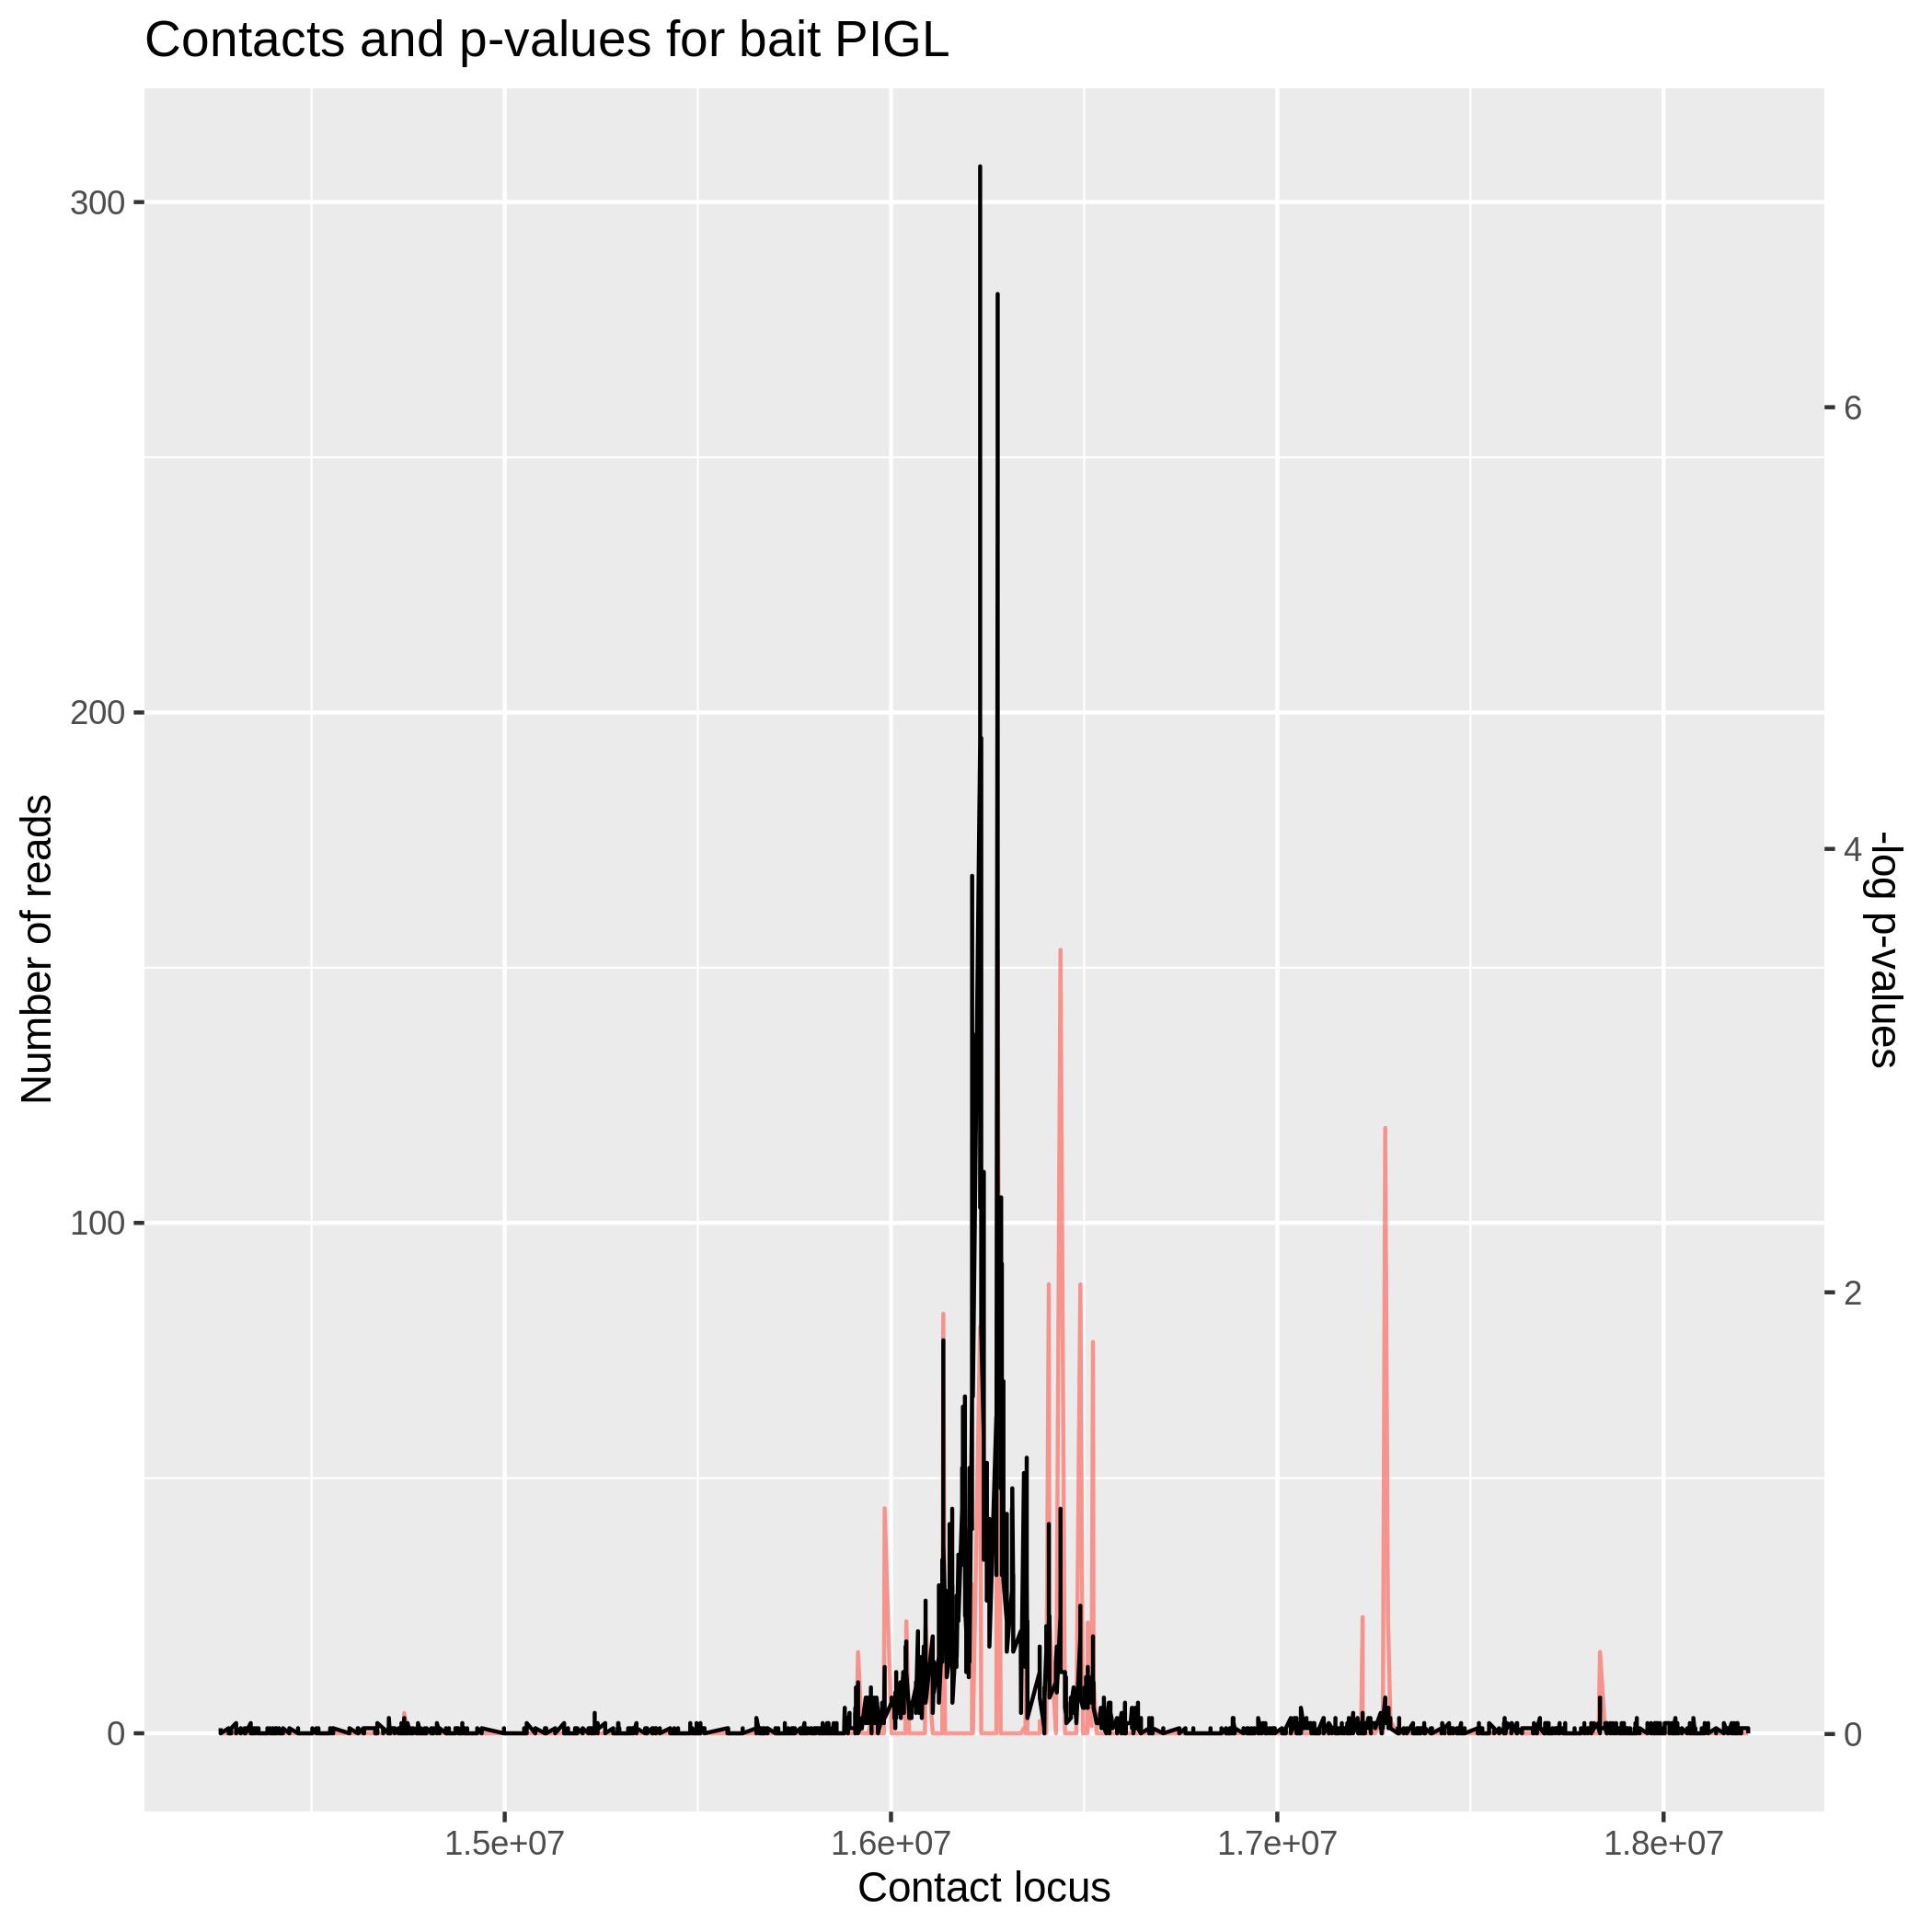 Contacts and p-values for bait PIGL
300
200
100
0
Number of reads
6
4
2
0
-log p-values
1.5e+07
1.6e+07
1.7e+07
1.8e+07
Contact locus